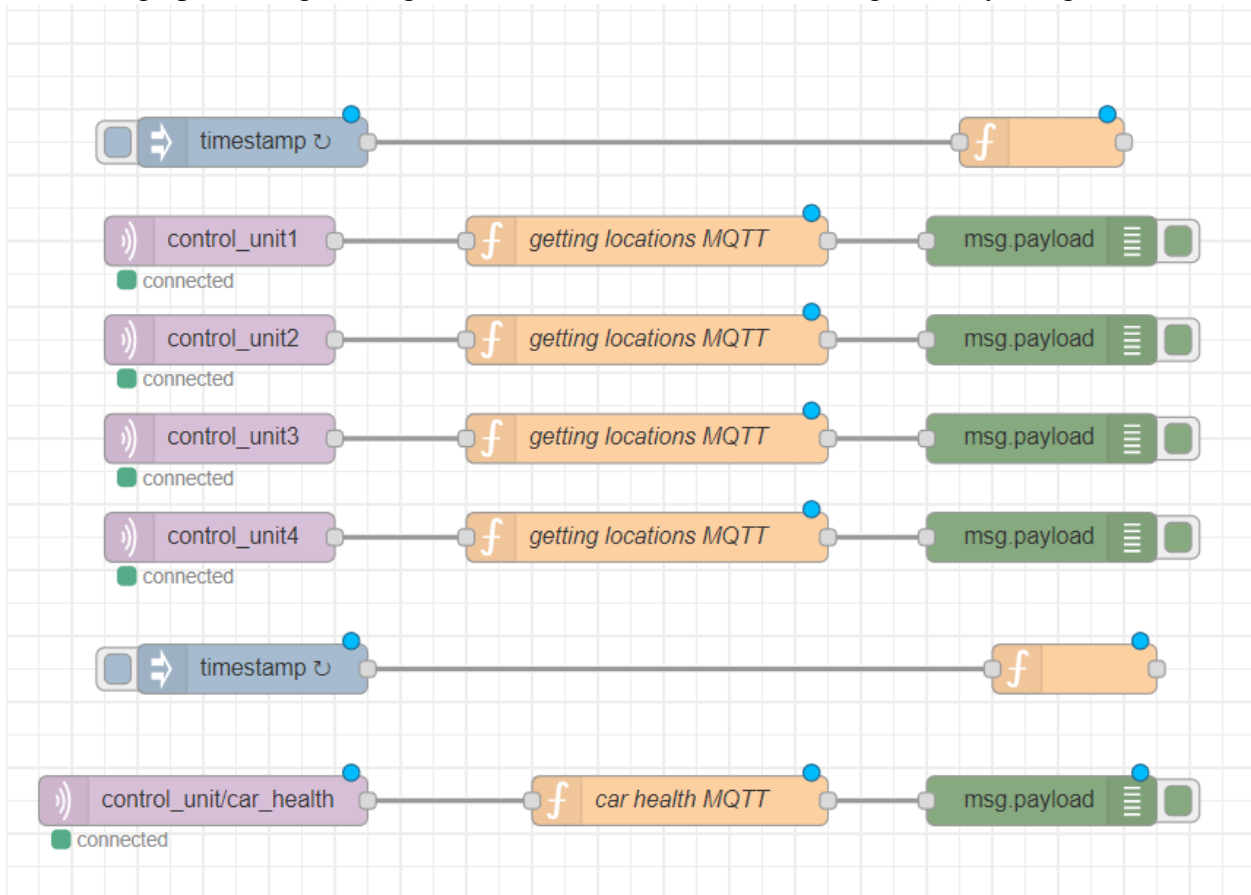 timestamp ↻
f
control_unit1
f
getting locations MQTT
msg.payload
connected
control_unit2
f
getting locations MQTT
msg.payload
connected
control_unit3
f
getting locations MQTT
msg.payload
connected
control_unit4
f
getting locations MQTT
msg.payload
connected
timestamp ↻
f
control_unit/car_health
f
car health MQTT
msg.payload
connected